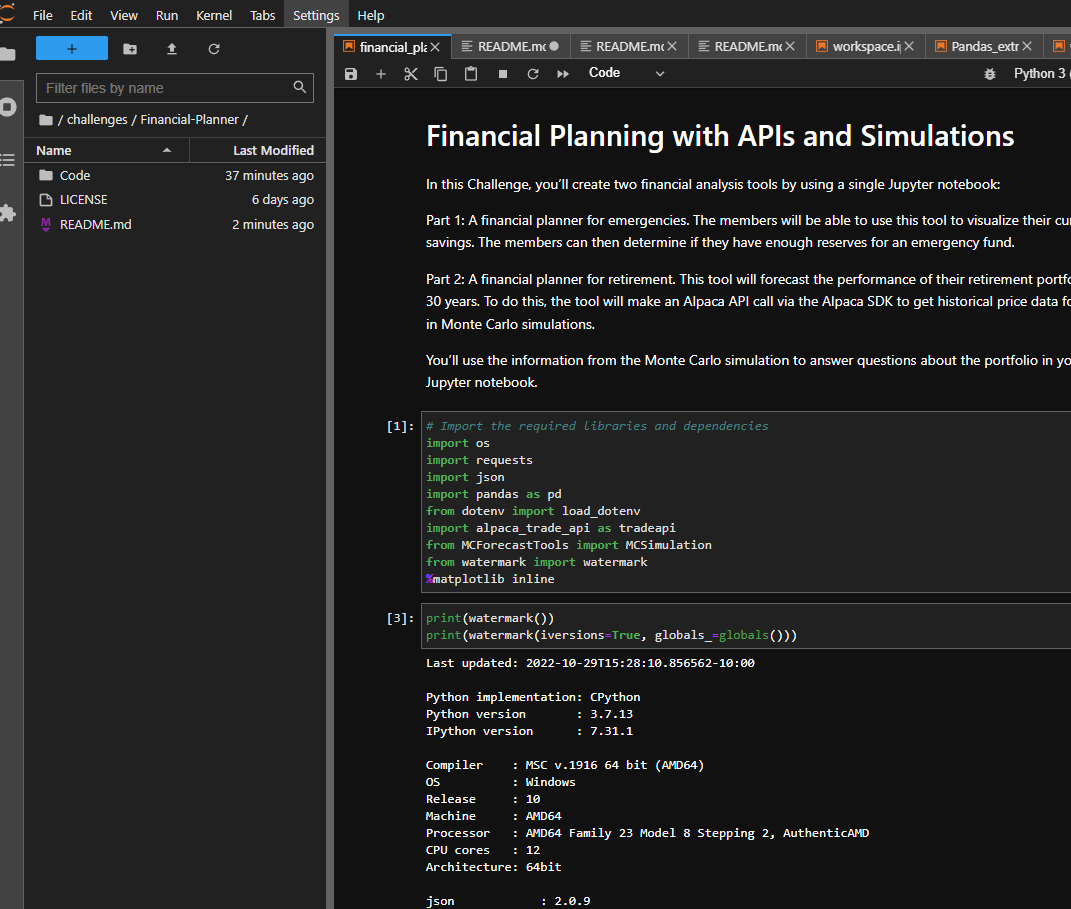 File Edit View Run Kernel Tabs Settings Help
financial_pla README.mc README.mc README.mc workspace.i Pandas_extr
Filter files by name
Code Python 3
/ challenges / Financial-Planner /
Name Last Modified
Code 37 minutes ago
LICENSE 6 days ago
README.md 2 minutes ago
Financial Planning with APIs and Simulations
In this Challenge, you’ll create two financial analysis tools by using a single Jupyter notebook:
Part 1: A financial planner for emergencies. The members will be able to use this tool to visualize their cu
savings. The members can then determine if they have enough reserves for an emergency fund.
Part 2: A financial planner for retirement. This tool will forecast the performance of their retirement portfo
30 years. To do this, the tool will make an Alpaca API call via the Alpaca SDK to get historical price data fo
in Monte Carlo simulations.
You’ll use the information from the Monte Carlo simulation to answer questions about the portfolio in yo
Jupyter notebook.
[1]: # Import the required libraries and dependencies
import os
import requests
import json
import pandas as pd
from dotenv import load_dotenv
import alpaca_trade_api as tradeapi
from MCForecastTools import MCSimulation
from watermark import watermark
%matplotlib inline
[3]: print(watermark())
print(watermark(iversions=True, globals_=globals()))
Last updated: 2022-10-29T15:28:10.856562-10:00
Python implementation: CPython
Python version : 3.7.13
IPython version : 7.31.1
Compiler : MSC v.1916 64 bit (AMD64)
OS : Windows
Release : 10
Machine : AMD64
Processor : AMD64 Family 23 Model 8 Stepping 2, AuthenticAMD
CPU cores : 12
Architecture: 64bit
json : 2.0.9